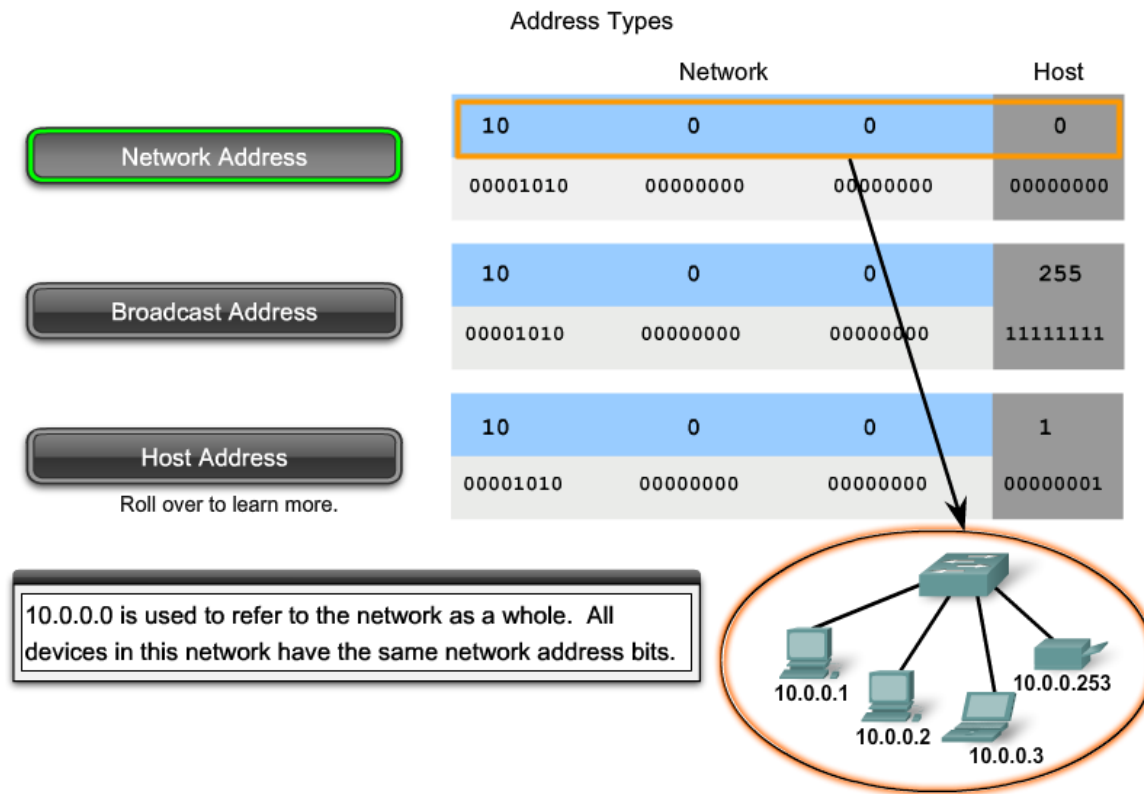 Address Types
Network Host
10 0 0 0
Network Address
00001010 00000000 00000000 00000000
10 0 0 255
Broadcast Address
00001010 00000000 00000000 11111111
10 0 0 1
Host Address
00001010 00000000 00000000 00000001
Roll over to learn more.
10.0.0.0 is used to refer to the network as a whole. All
devices in this network have the same network address bits.
10.0.0.1
10.0.0.253
10.0.0.2
10.0.0.3